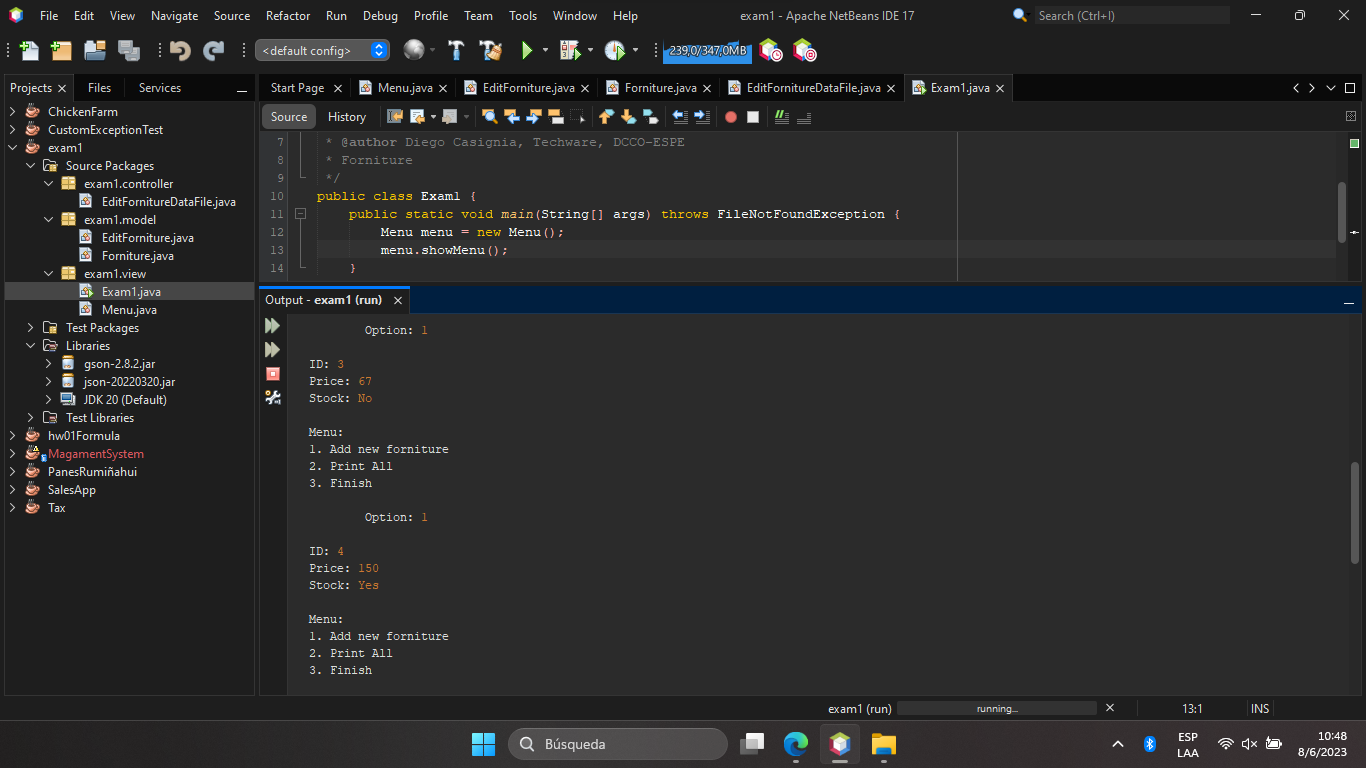 File Edit View Navigate Source Refactor Run Debug Profile Team Tools Window Help
exam1 - Apache NetBeans IDE 17
Search (Ctrl+I)
<default config>
239,0/347,0MB
Projects Files Services
Start Page Menu.java EditForniture.java Forniture.java EditFornitureDataFile.java Exam1.java
Source History
ChickenFarm
CustomExceptionTest
exam1
Source Packages
exam1.controller
EditFornitureDataFile.java
exam1.model
EditForniture.java
Forniture.java
exam1.view
Exam1.java
Menu.java
Test Packages
Libraries
gson-2.8.2.jar
json-20220320.jar
JDK 20 (Default)
Test Libraries
hw01Formula
MagamentSystem
PanesRumiñahui
SalesApp
Tax
7 * @author Diego Casignia, Techware, DCCO-ESPE
8 * Forniture
9 */
10 public class Exam1 {
11 public static void main(String[] args) throws FileNotFoundException {
12 Menu menu = new Menu();
13 menu.showMenu();
14 }
Output - exam1 (run)
Option: 1
ID: 3
Price: 67
Stock: No
Menu:
1. Add new forniture
2. Print All
3. Finish
Option: 1
ID: 4
Price: 150
Stock: Yes
Menu:
1. Add new forniture
2. Print All
3. Finish
exam1 (run) running... 13:1 INS
Búsqueda
ESP
LAA
10:48
8/6/2023